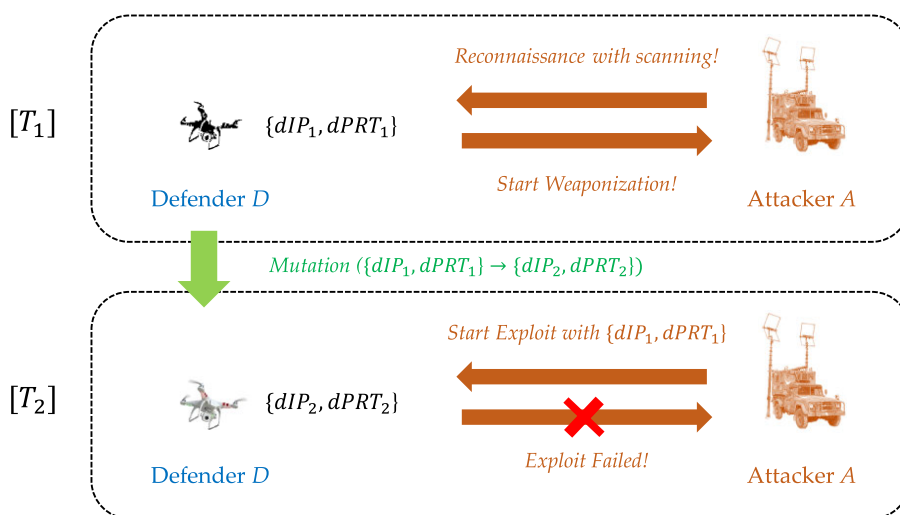 Reconnaissance with scanning!
[T₁]
{dIP₁, dPRT₁}
Start Weaponization!
Defender D
Attacker A
Mutation ({dIP₁, dPRT₁} → {dIP₂, dPRT₂})
Start Exploit with {dIP₁, dPRT₁}
[T₂]
{dIP₂, dPRT₂}
Exploit Failed!
Defender D
Attacker A